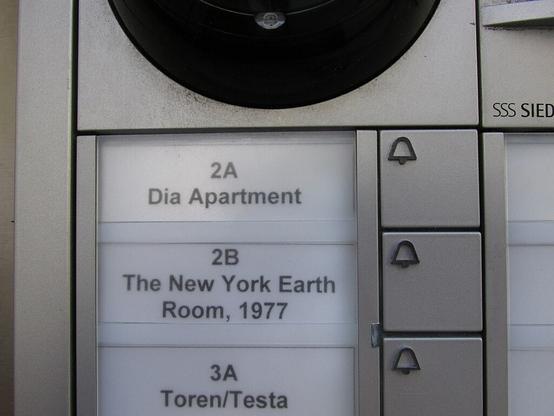 SSS SIED
2A
Dia Apartment
2B
The New York Earth
Room, 1977
3A
Toren/Testa